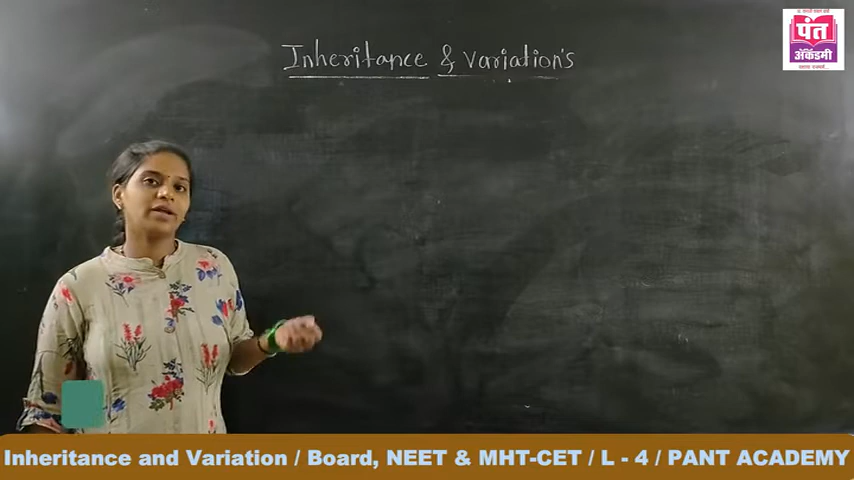 Inheritance & Variation's
पंत
अ‍ॅकॅडमी
Inheritance and Variation / Board, NEET & MHT-CET / L - 4 / PANT ACADEMY